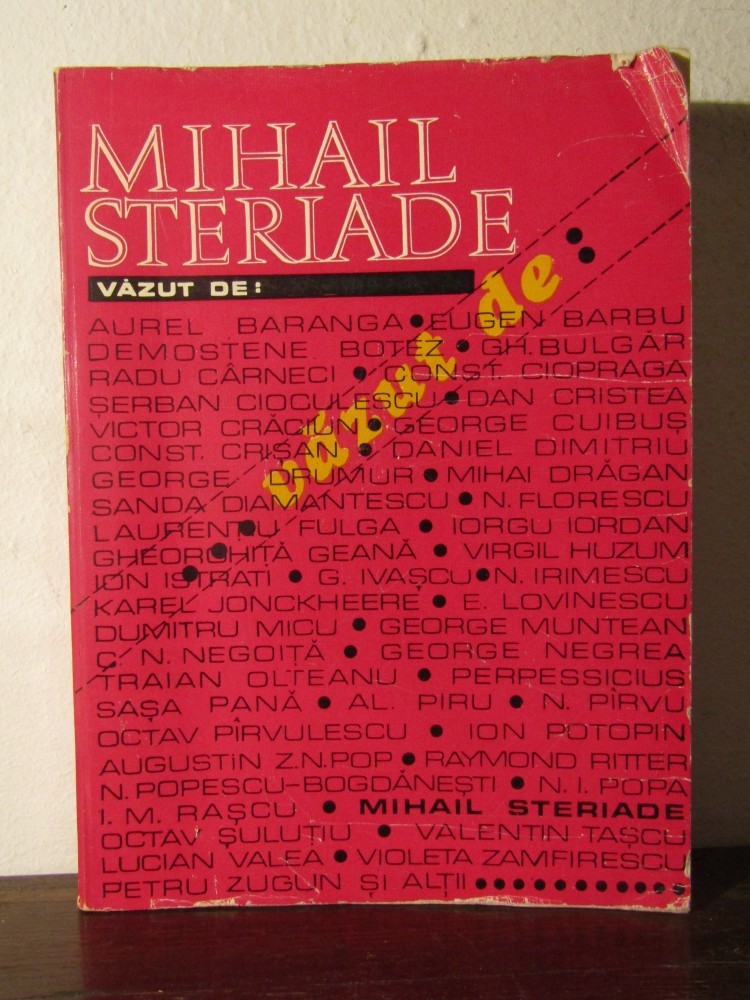 MIHAIL
STERIADE
VĂZUT DE:
văzut de:
AUREL BARANGA • EUGEN BARBU
DEMOSTENE BOTEZ • GH. BULGĂR
RADU CÂRNECI • CONST. CIOPRAGA
ȘERBAN CIOCULESCU • DAN CRISTEA
VICTOR CRĂCIUN • GEORGE CUIBUȘ
CONST. CRIȘAN • DANIEL DIMITRIU
GEORGE DRUMUR • MIHAI DRĂGAN
SANDA DIAMANTESCU • N. FLORESCU
LAURENȚIU FULGA • IORGU IORDAN
GHEORGHIȚĂ GEANĂ • VIRGIL HUZUM
ION ISTRATI • G. IVAȘCU • N. IRIMESCU
KAREL JONCKHEERE • E. LOVINESCU
DUMITRU MICU • GEORGE MUNTEAN
C. N. NEGOIȚĂ • GEORGE NEGREA
TRAIAN OLTEANU • PERPESSICIUS
SAȘA PANĂ • AL. PIRU • N. PÎRVU
OCTAV PÎRVULESCU • ION POTOPIN
AUGUSTIN Z.N. POP • RAYMOND RITTER
N. POPESCU-BOGDĂNEȘTI • N. I. POPA
I. M. RAȘCU • MIHAIL STERIADE
OCTAV ȘULUȚIU • VALENTIN TAȘCU
LUCIAN VALEA • VIOLETA ZAMFIRESCU
PETRU ZUGUN ȘI ALȚII •••••••••••